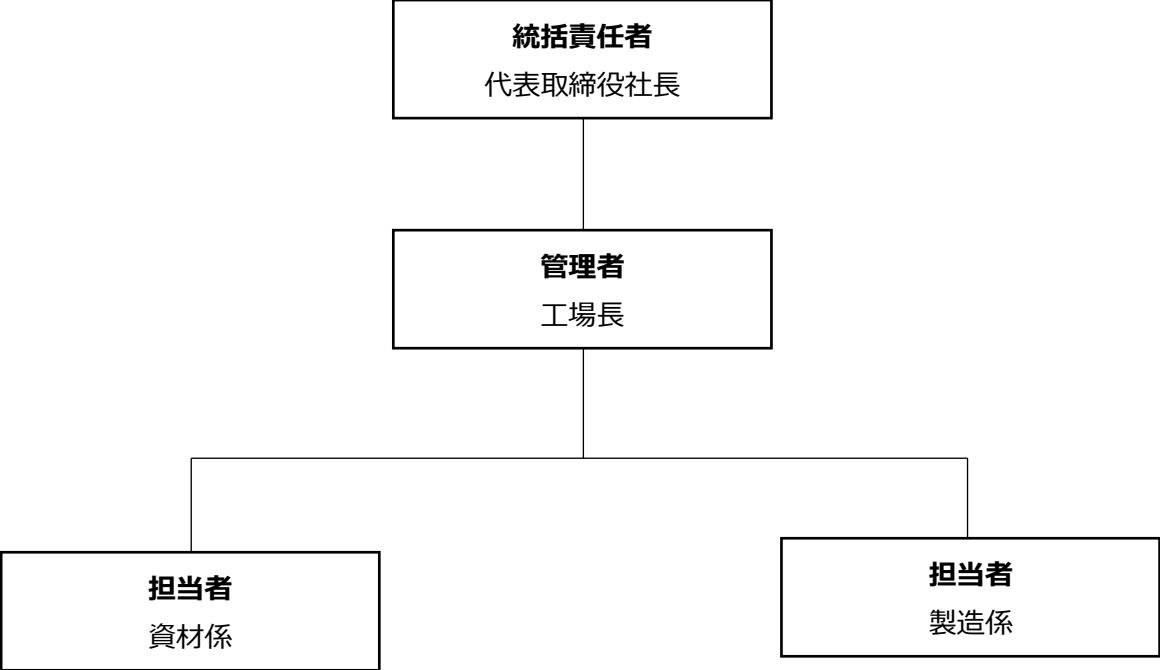 統括責任者
代表取締役社長
管理者
工場長
担当者
資材係
担当者
製造係